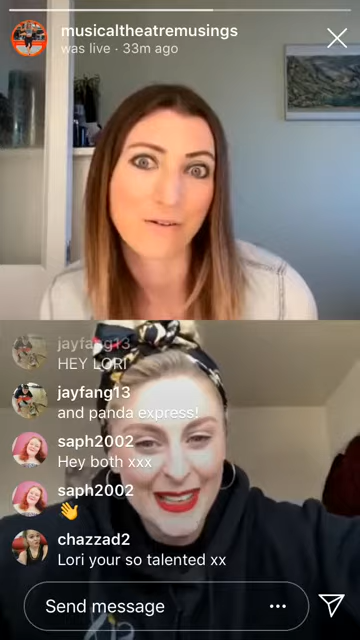 musicaltheatremusings
was live · 33m ago
jayfang13
HEY LORI
jayfang13
and panda express!
saph2002
Hey both xxx
saph2002
👋
chazzad2
Lori your so talented xx
Send message